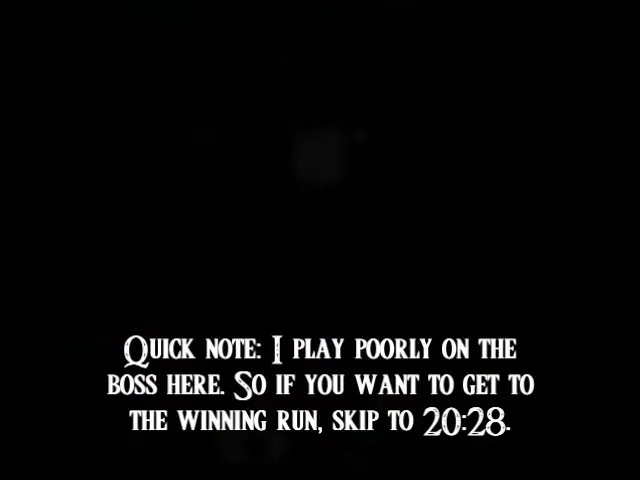 Quick note: I play poorly on the
boss here. So if you want to get to
the winning run, skip to 20:28.